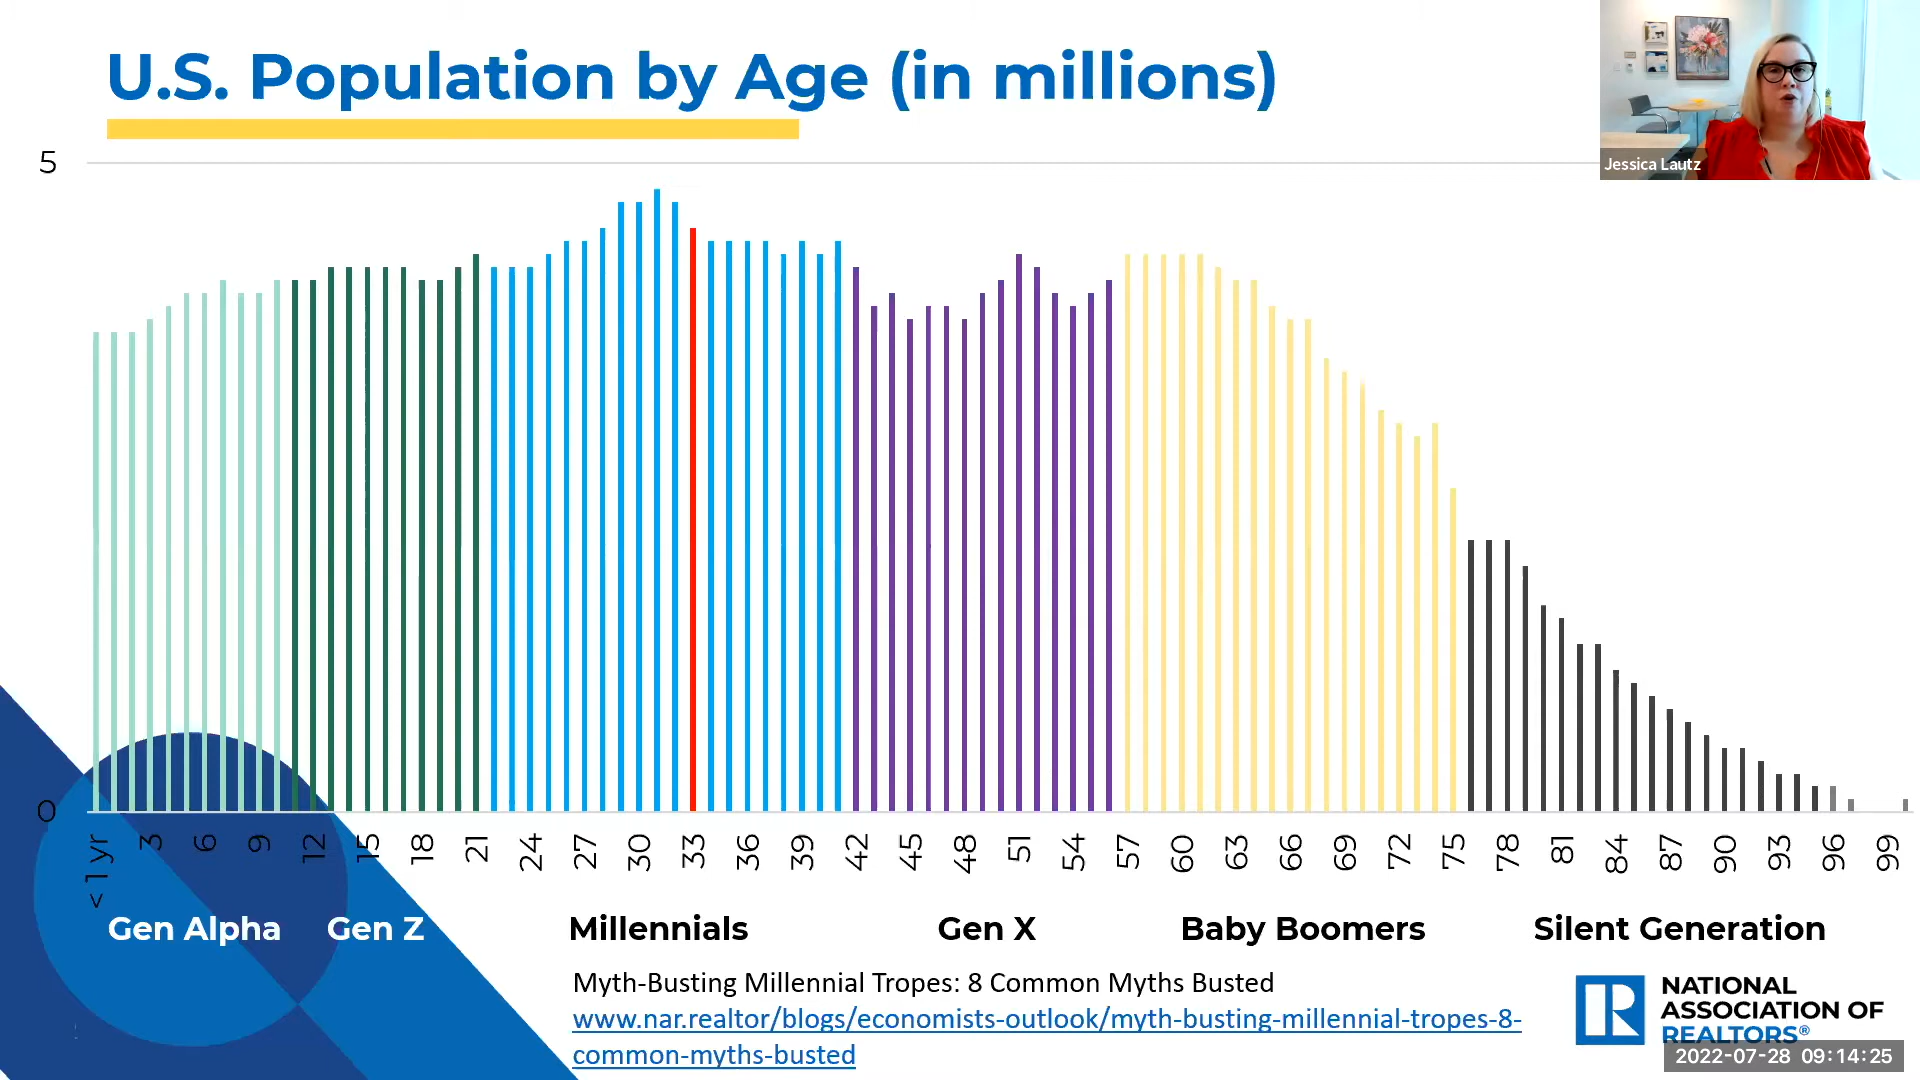 U.S. Population by Age (in millions)
Jessica Lautz
5
0
< 1 yr 3 6 9 12 15 18 21 24 27 30 33 36 39 42 45 48 51 54 57 60 63 66 69 72 75 78 81 84 87 90 93 96 99
Gen Alpha Gen Z Millennials Gen X Baby Boomers Silent Generation
Myth-Busting Millennial Tropes: 8 Common Myths Busted
www.nar.realtor/blogs/economists-outlook/myth-busting-millennial-tropes-8-
common-myths-busted
NATIONAL
ASSOCIATION OF
REALTORS®
2022-07-28 09:14:25